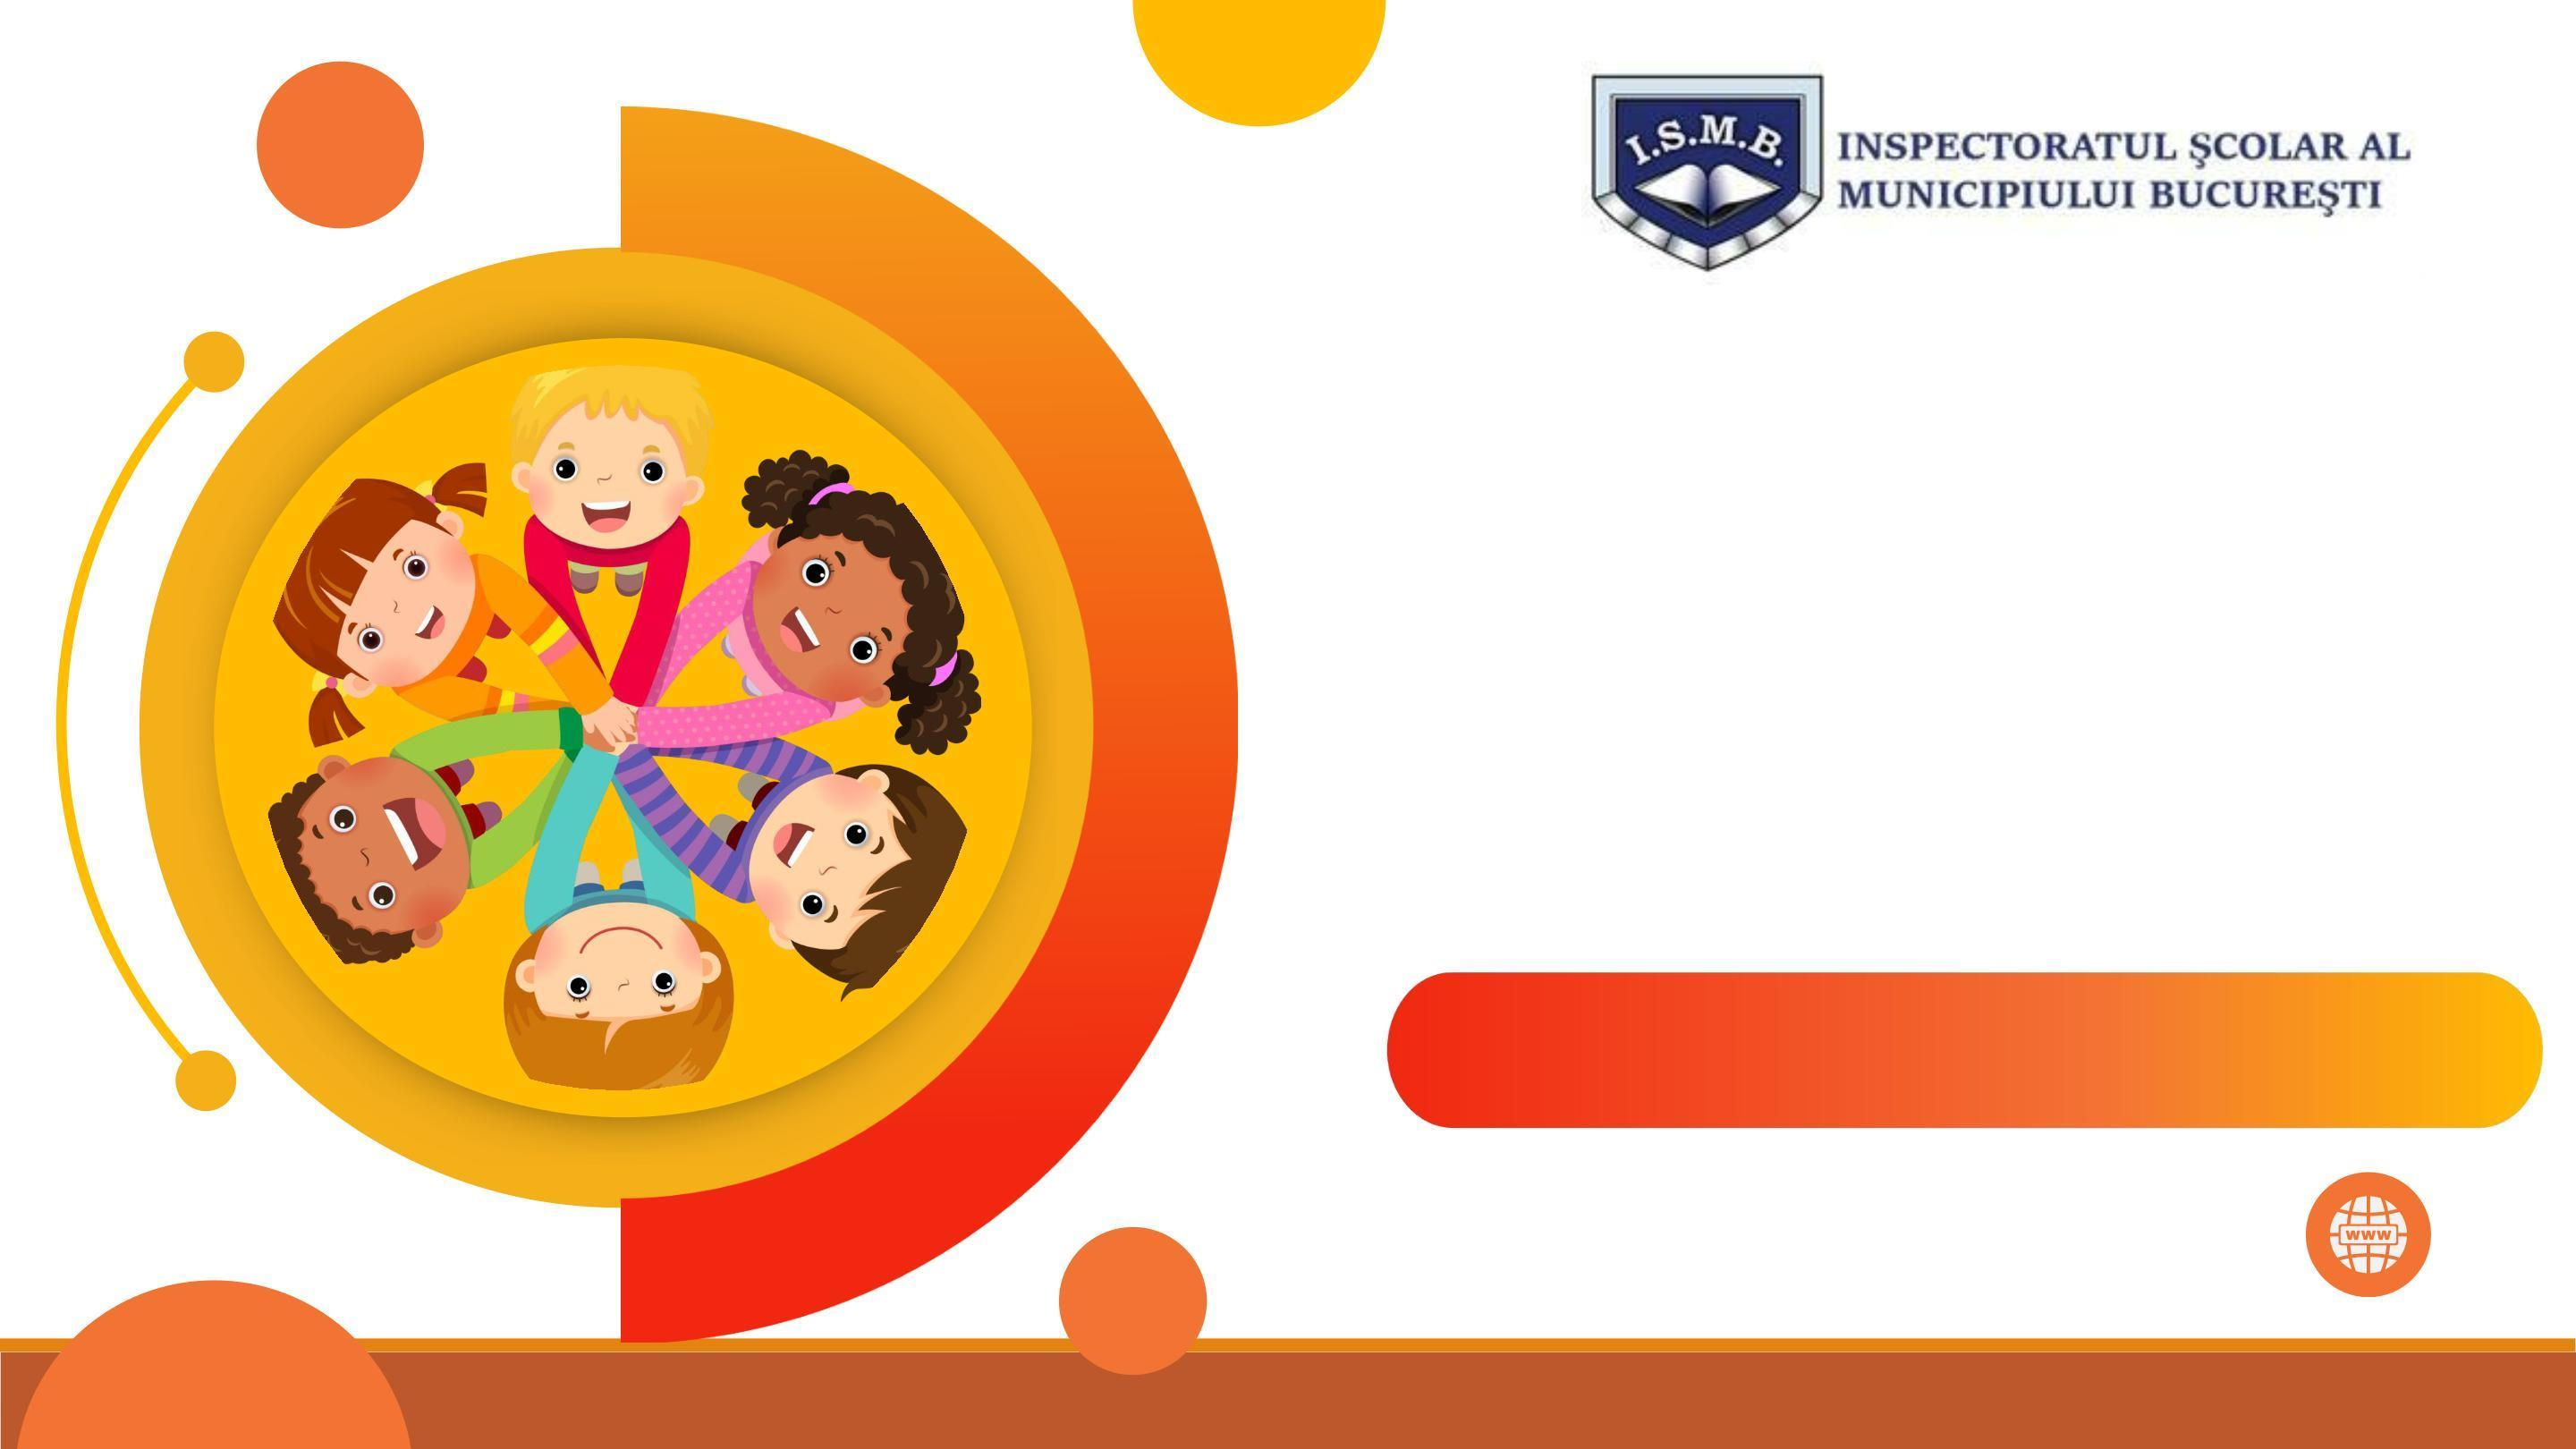 I.S.M.B.
INSPECTORATUL ŞCOLAR AL
MUNICIPIULUI BUCUREŞTI
www